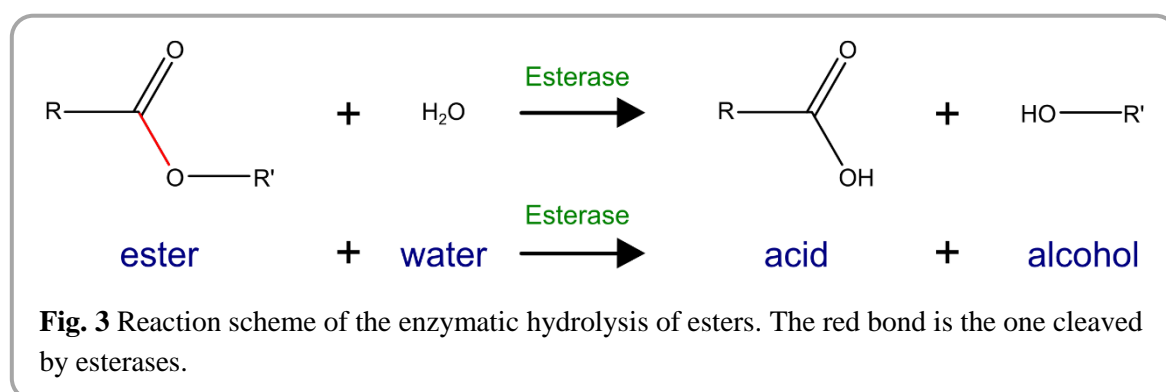 O O
Esterase
R + H₂O R + HO R'
O R' OH
Esterase
ester + water acid + alcohol
Fig. 3 Reaction scheme of the enzymatic hydrolysis of esters. The red bond is the one cleaved
by esterases.